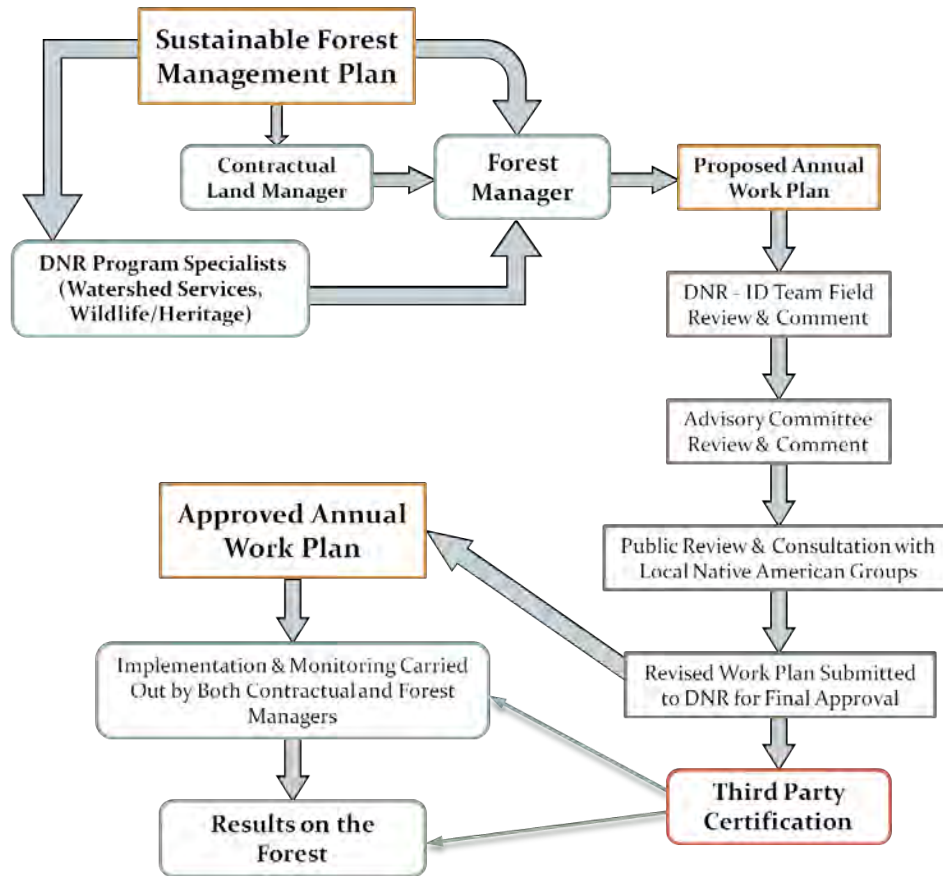 Sustainable Forest
Management Plan
Contractual
Land Manager
Forest
Manager
Proposed Annual
Work Plan
DNR Program Specialists
(Watershed Services,
Wildlife/Heritage)
DNR - ID Team Field
Review & Comment
Advisory Committee
Review & Comment
Public Review & Consultation with
Local Native American Groups
Revised Work Plan Submitted
to DNR for Final Approval
Approved Annual
Work Plan
Implementation & Monitoring Carried
Out by Both Contractual and Forest
Managers
Third Party
Certification
Results on the
Forest